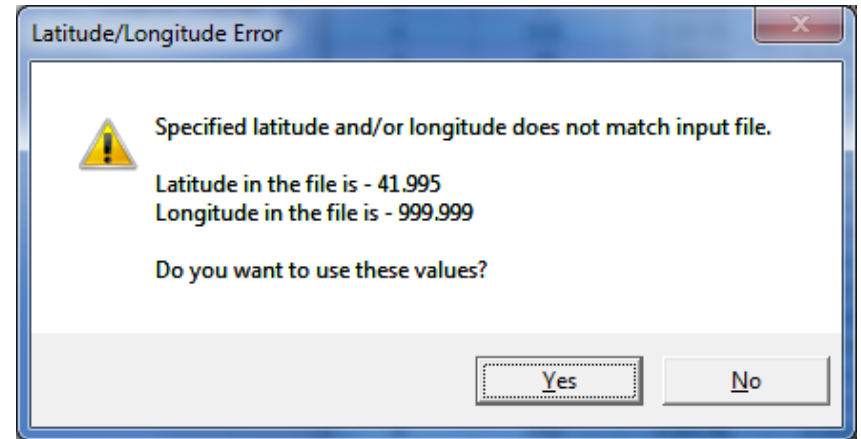 Latitude/Longitude Error
Specified latitude and/or longitude does not match input file.
Latitude in the file is - 41.995
Longitude in the file is - 999.999
Do you want to use these values?
Yes
No